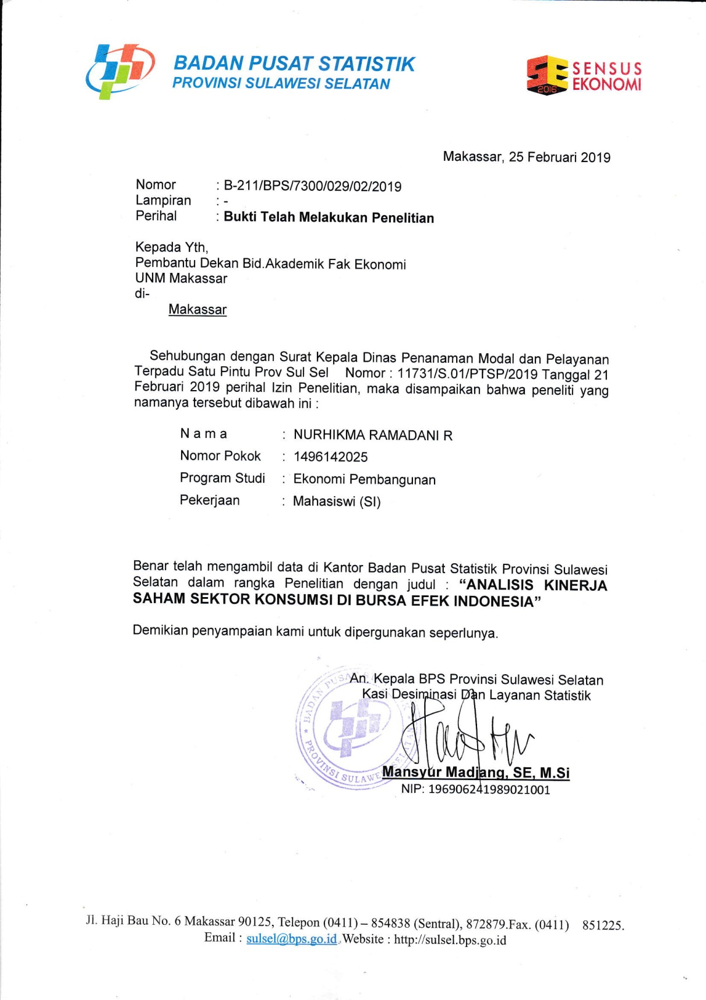 BADAN PUSAT STATISTIK
PROVINSI SULAWESI SELATAN
SE 2016 SENSUS
EKONOMI
Makassar, 25 Februari 2019
Nomor : B-211/BPS/7300/029/02/2019
Lampiran : -
Perihal : Bukti Telah Melakukan Penelitian
Kepada Yth,
Pembantu Dekan Bid.Akademik Fak Ekonomi
UNM Makassar
di-
Makassar
Sehubungan dengan Surat Kepala Dinas Penanaman Modal dan Pelayanan
Terpadu Satu Pintu Prov Sul Sel Nomor : 11731/S.01/PTSP/2019 Tanggal 21
Februari 2019 perihal Izin Penelitian, maka disampaikan bahwa peneliti yang
namanya tersebut dibawah ini :
N a m a : NURHIKMA RAMADANI R
Nomor Pokok : 1496142025
Program Studi : Ekonomi Pembangunan
Pekerjaan : Mahasiswi (SI)
Benar telah mengambil data di Kantor Badan Pusat Statistik Provinsi Sulawesi
Selatan dalam rangka Penelitian dengan judul : “ANALISIS KINERJA
SAHAM SEKTOR KONSUMSI DI BURSA EFEK INDONESIA”
Demikian penyampaian kami untuk dipergunakan seperlunya.
An. Kepala BPS Provinsi Sulawesi Selatan
Kasi Desiminasi Dan Layanan Statistik
BADAN PUSAT
PROVINSI SULAWESI SELATAN
Mansyur Madjang, SE, M.Si
NIP: 196906241989021001
Jl. Haji Bau No. 6 Makassar 90125, Telepon (0411) – 854838 (Sentral), 872879.Fax. (0411) 851225.
Email : sulsel@bps.go.id, Website : http://sulsel.bps.go.id